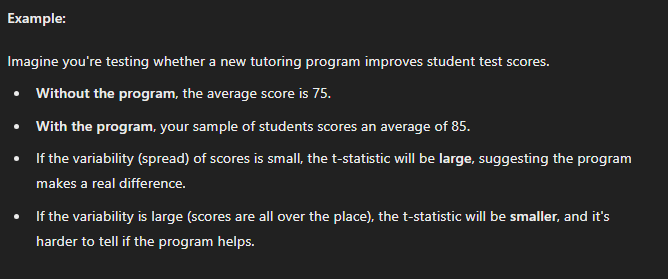 Example:
Imagine you're testing whether a new tutoring program improves student test scores.
• Without the program, the average score is 75.
• With the program, your sample of students scores an average of 85.
• If the variability (spread) of scores is small, the t-statistic will be large, suggesting the program
makes a real difference.
• If the variability is large (scores are all over the place), the t-statistic will be smaller, and it's
harder to tell if the program helps.